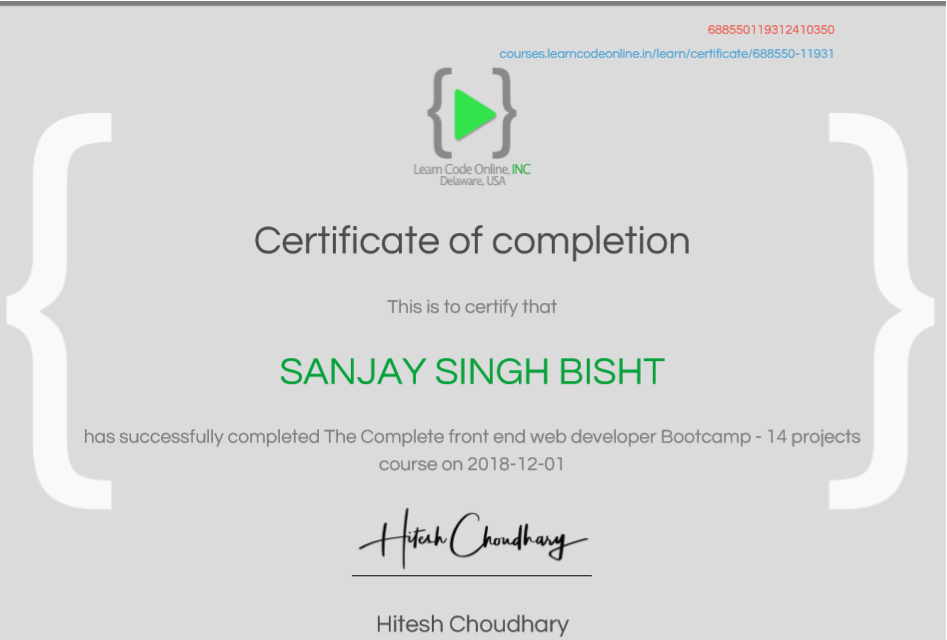 688550119312410350
courses.learncodeonline.in/learn/certificate/688550-11931
{ }
Learn Code Online, INC
Delaware, USA
Certificate of completion
This is to certify that
SANJAY SINGH BISHT
has successfully completed The Complete front end web developer Bootcamp - 14 projects
course on 2018-12-01
Hitesh Choudhary
Hitesh Choudhary